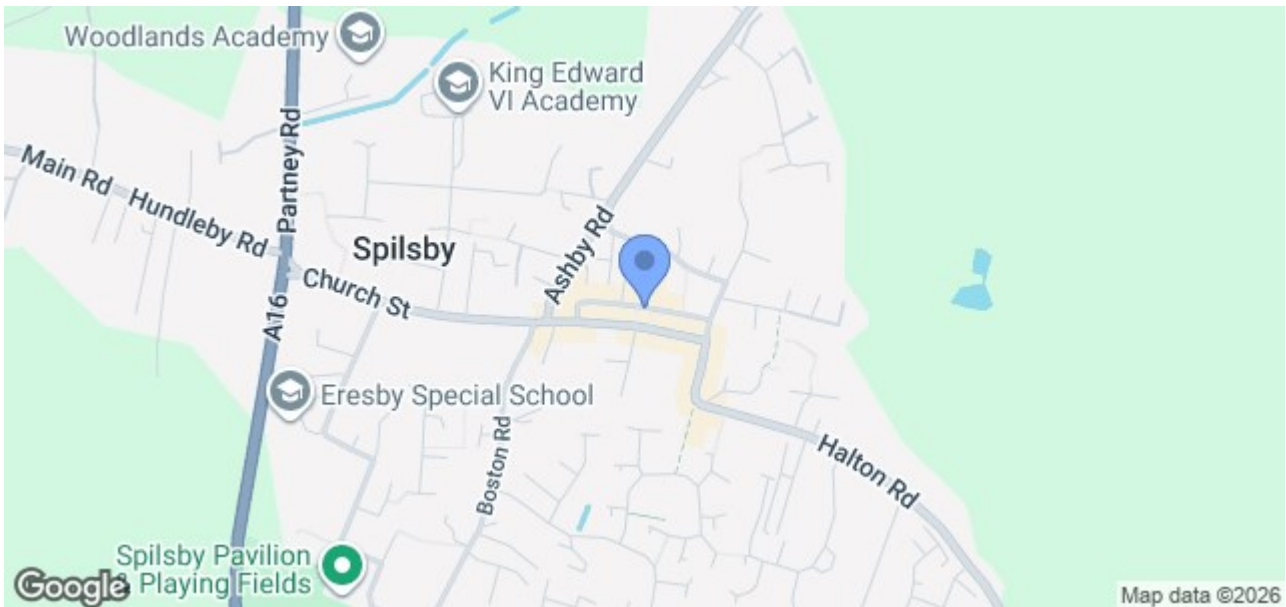 Woodlands Academy
King Edward
VI Academy
Main Rd
Hundleby Rd
Partney Rd
Spilsby
Ashby Rd
Church St
A16
Eresby Special School
Boston Rd
Halton Rd
Spilsby Pavilion
& Playing Fields
Google
Map data ©2026